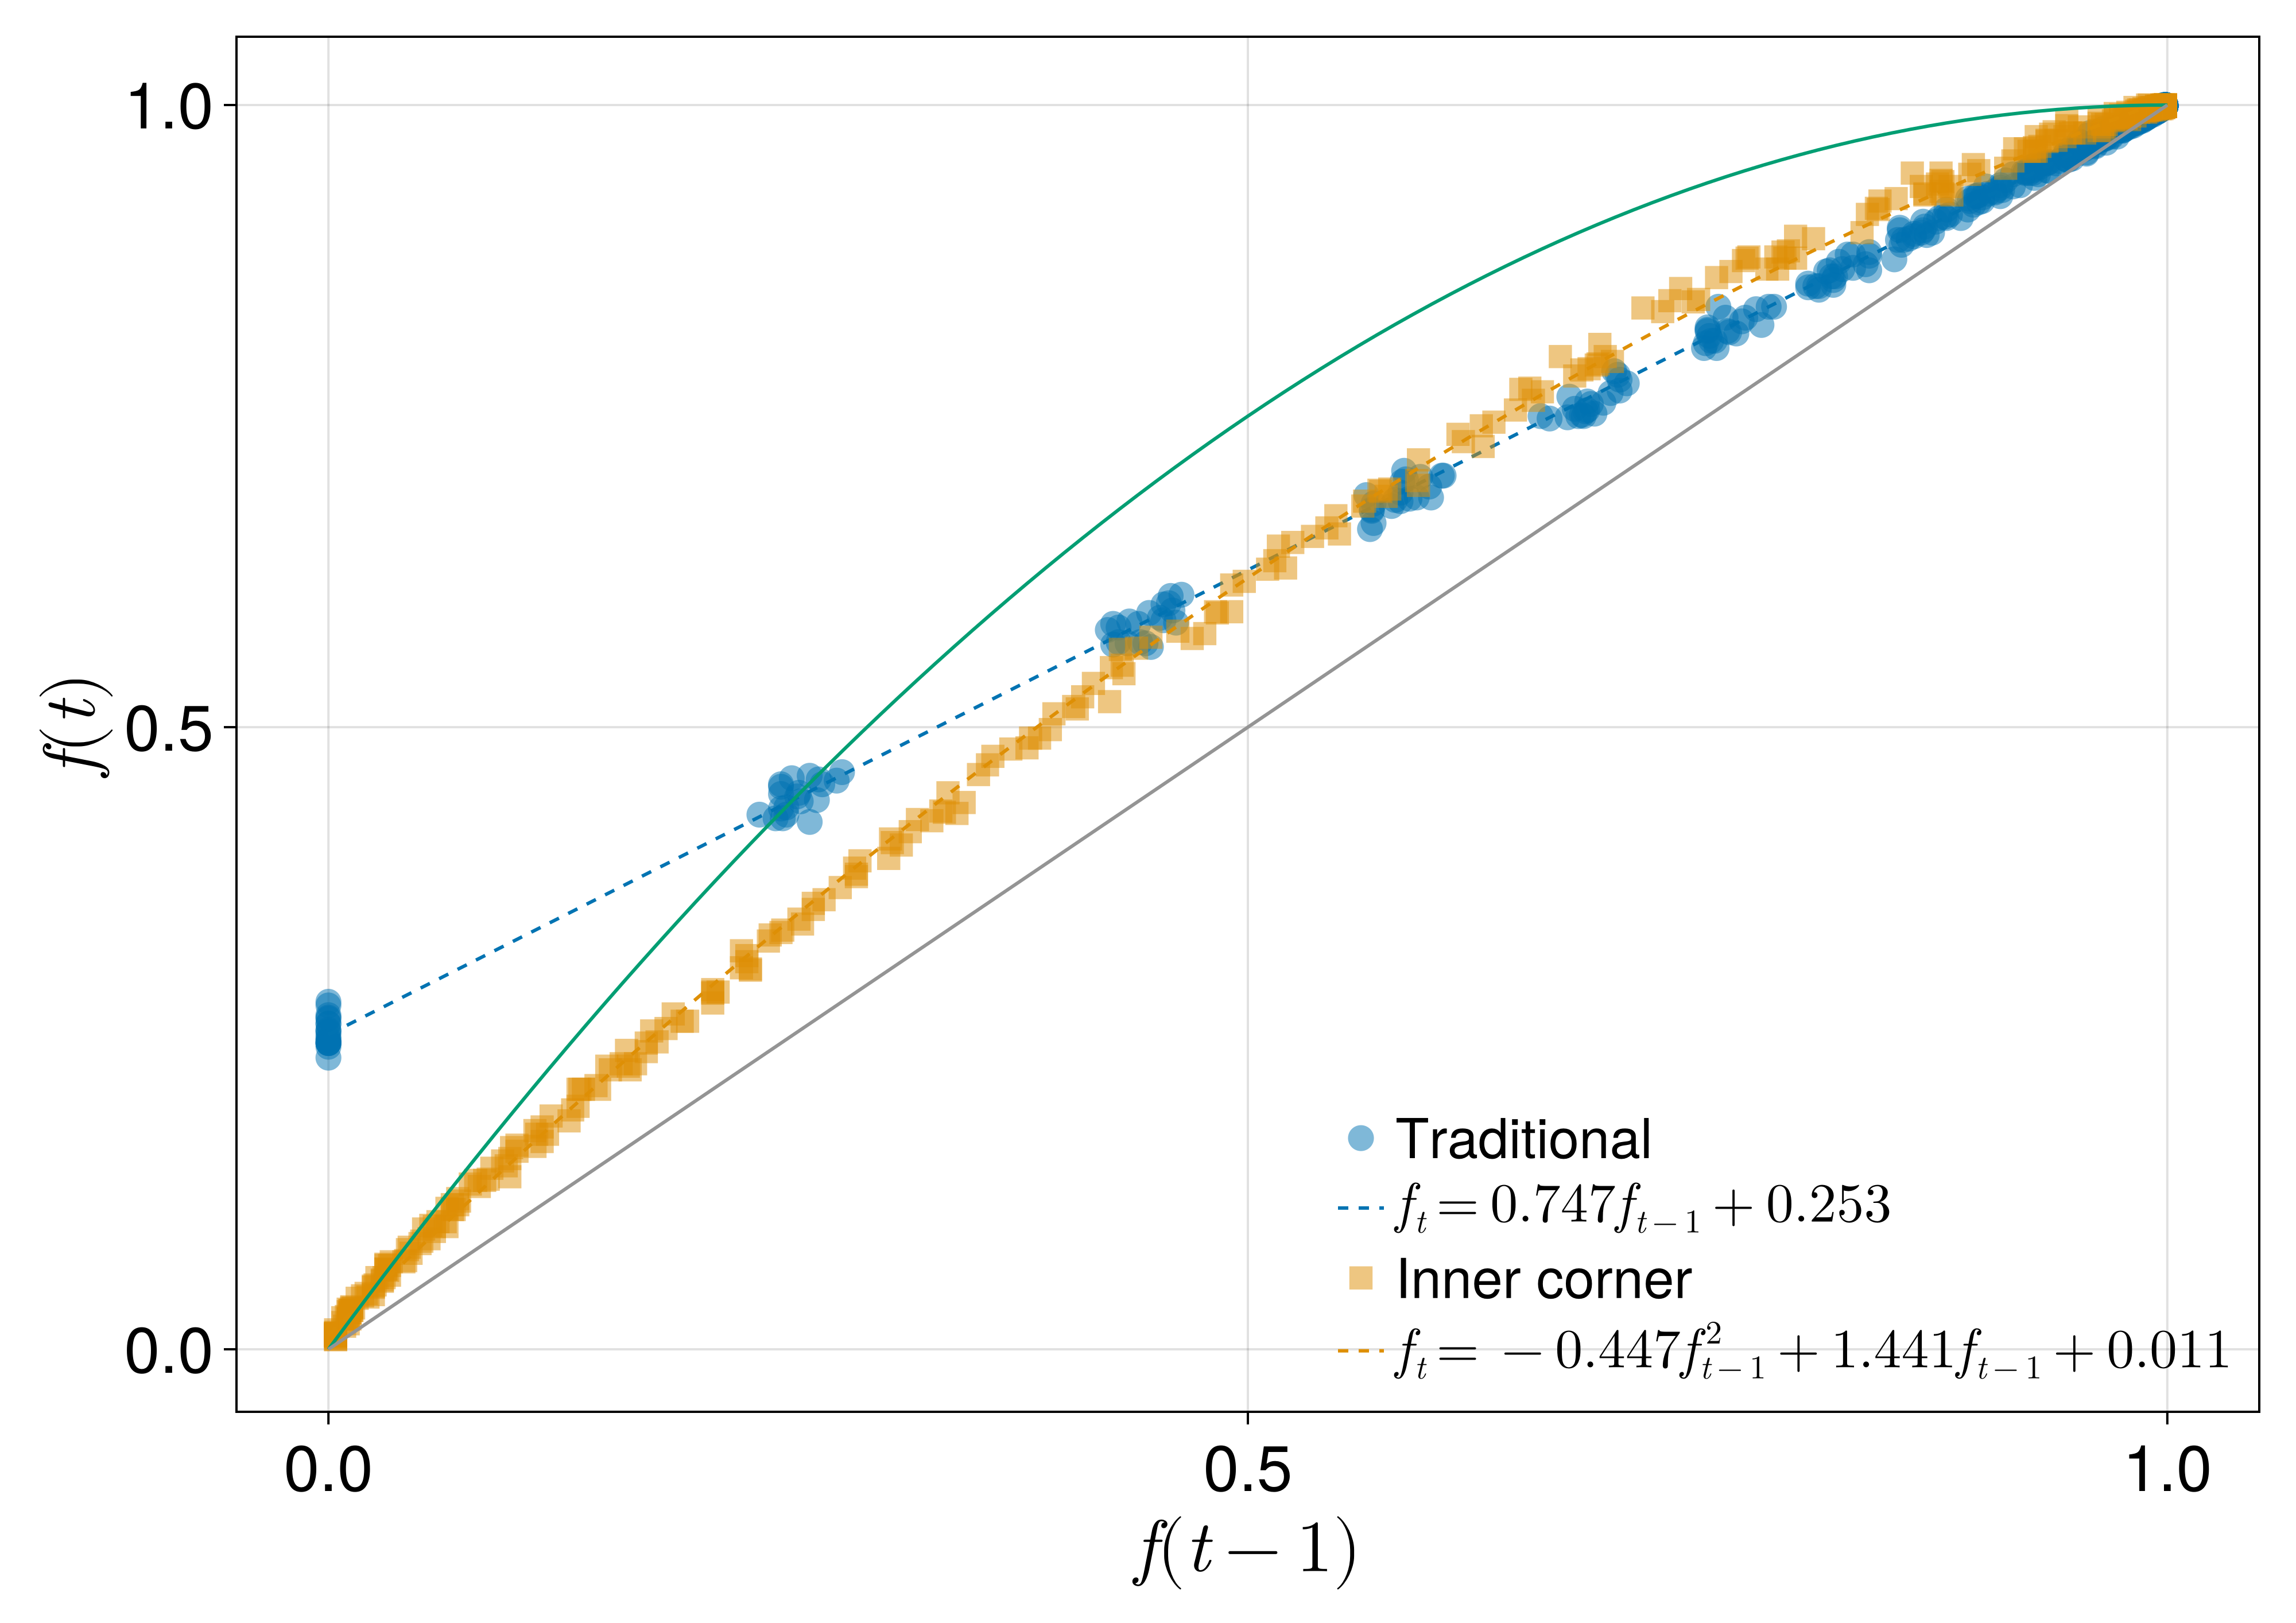 1.0
0.5
0.0
f(t)
Traditional
f_t = 0.747f_{t-1} + 0.253
Inner corner
f_t = -0.447f_{t-1}^2 + 1.441f_{t-1} + 0.011
0.0 0.5 1.0
f(t-1)